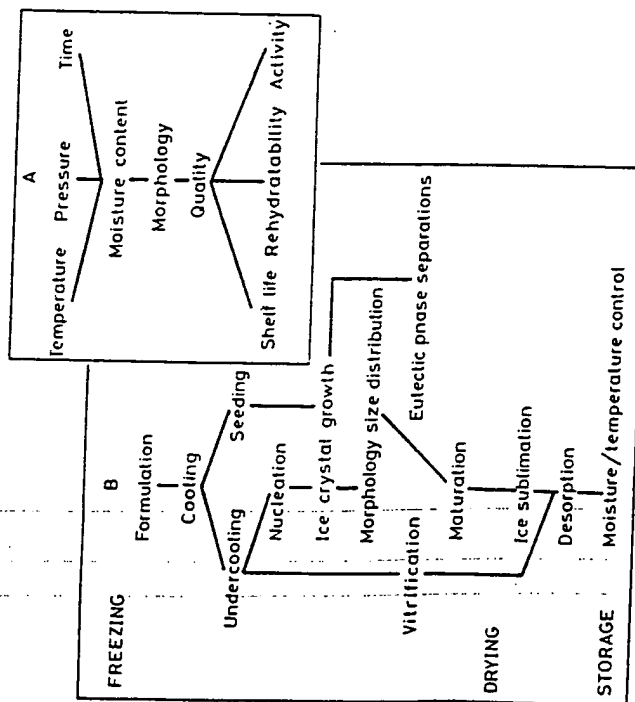 A
Temperature Pressure Time
Moisture content
Morphology
Quality
Shelf life Rehydratability Activity
B
FREEZING
Formulation
Cooling
Undercooling Seeding
Nucleation
Ice crystal growth
Morphology size distribution
Eutectic pnase separations
Vitrification
Maturation
DRYING
Ice sublimation
Desorption
STORAGE
Moisture/temperature control